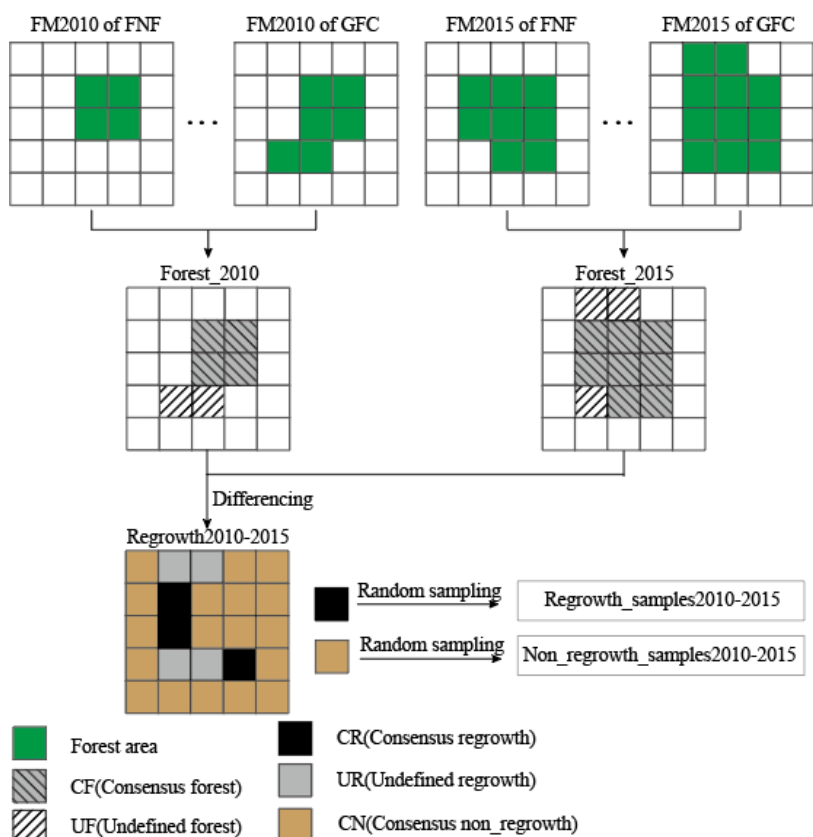 FM2010 of FNF
FM2010 of GFC
FM2015 of FNF
FM2015 of GFC
...
...
Forest_2010
Forest_2015
Differencing
Regrowth2010-2015
Random sampling
Regrowth_samples2010-2015
Random sampling
Non_regrowth_samples2010-2015
Forest area
CF(Consensus forest)
UF(Undefined forest)
CR(Consensus regrowth)
UR(Undefined regrowth)
CN(Consensus non_regrowth)